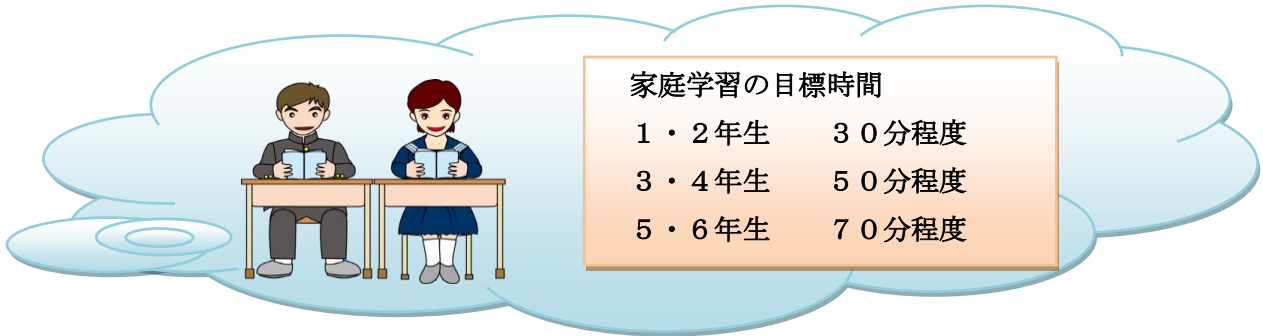 家庭学習の目標時間
１・２年生　　３０分程度
３・４年生　　５０分程度
５・６年生　　７０分程度